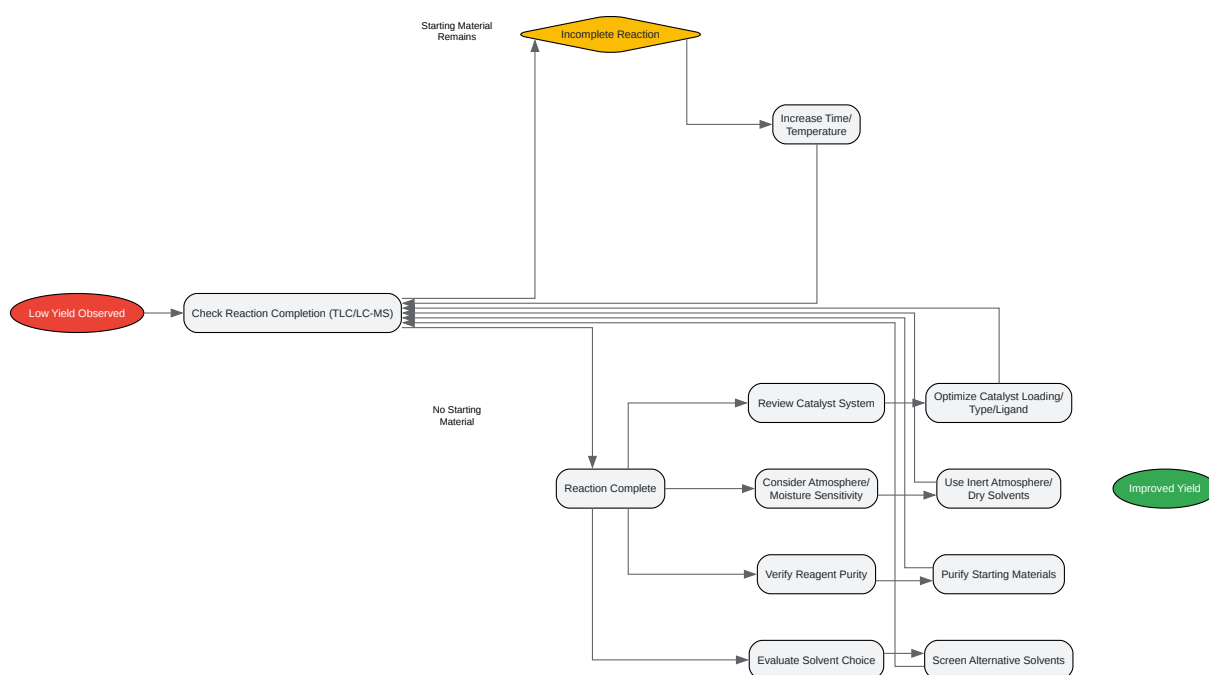 Starting Material
Remains
Incomplete Reaction
Increase Time/
Temperature
Low Yield Observed
Check Reaction Completion (TLC/LC-MS)
Review Catalyst System
Optimize Catalyst Loading/
Type/Ligand
No Starting
Material
Reaction Complete
Consider Atmosphere/
Moisture Sensitivity
Use Inert Atmosphere/
Dry Solvents
Improved Yield
Verify Reagent Purity
Purify Starting Materials
Evaluate Solvent Choice
Screen Alternative Solvents